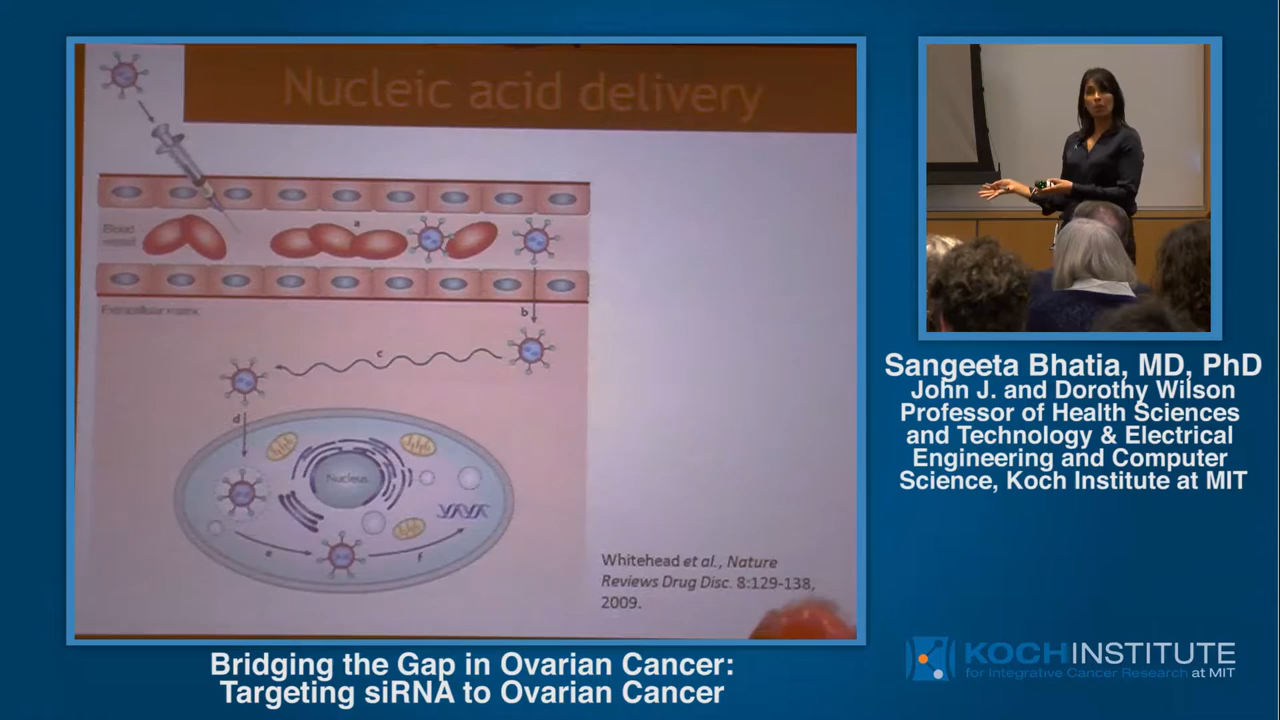 Nucleic acid delivery
Blood
vessel
a
Extracellular matrix
b
c
d
Nucleus
e
f
Whitehead et al., Nature
Reviews Drug Disc. 8:129-138,
2009.
Sangeeta Bhatia, MD, PhD
John J. and Dorothy Wilson
Professor of Health Sciences
and Technology & Electrical
Engineering and Computer
Science, Koch Institute at MIT
Bridging the Gap in Ovarian Cancer:
Targeting siRNA to Ovarian Cancer
KOCHINSTITUTE
for Integrative Cancer Research at MIT